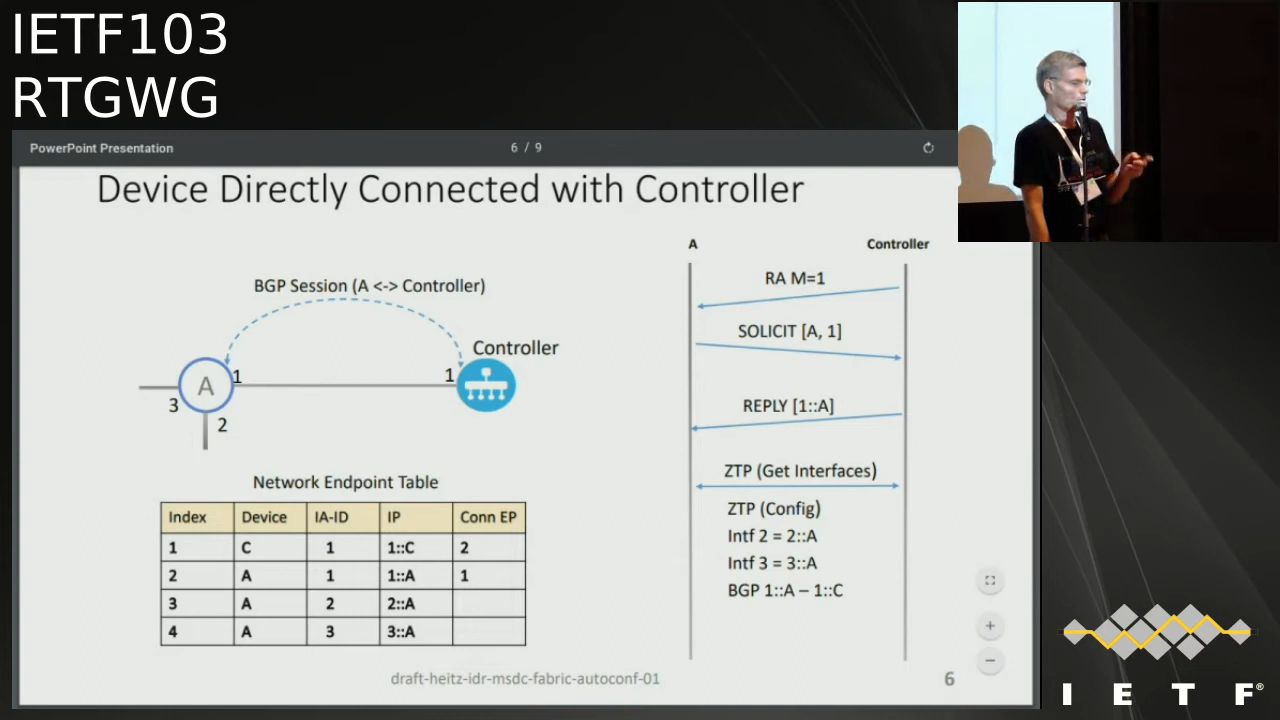 IETF103
RTGWG
PowerPoint Presentation
6 / 9
Device Directly Connected with Controller
BGP Session (A <-> Controller)
Controller
A
1
1
3
2
Network Endpoint Table
Index Device IA-ID IP Conn EP
1 C 1 1::C 2
2 A 1 1::A 1
3 A 2 2::A
4 A 3 3::A
A
Controller
RA M=1
SOLICIT [A, 1]
REPLY [1::A]
ZTP (Get Interfaces)
ZTP (Config)
Intf 2 = 2::A
Intf 3 = 3::A
BGP 1::A – 1::C
draft-heitz-idr-msdc-fabric-autoconf-01
6
I E T F®